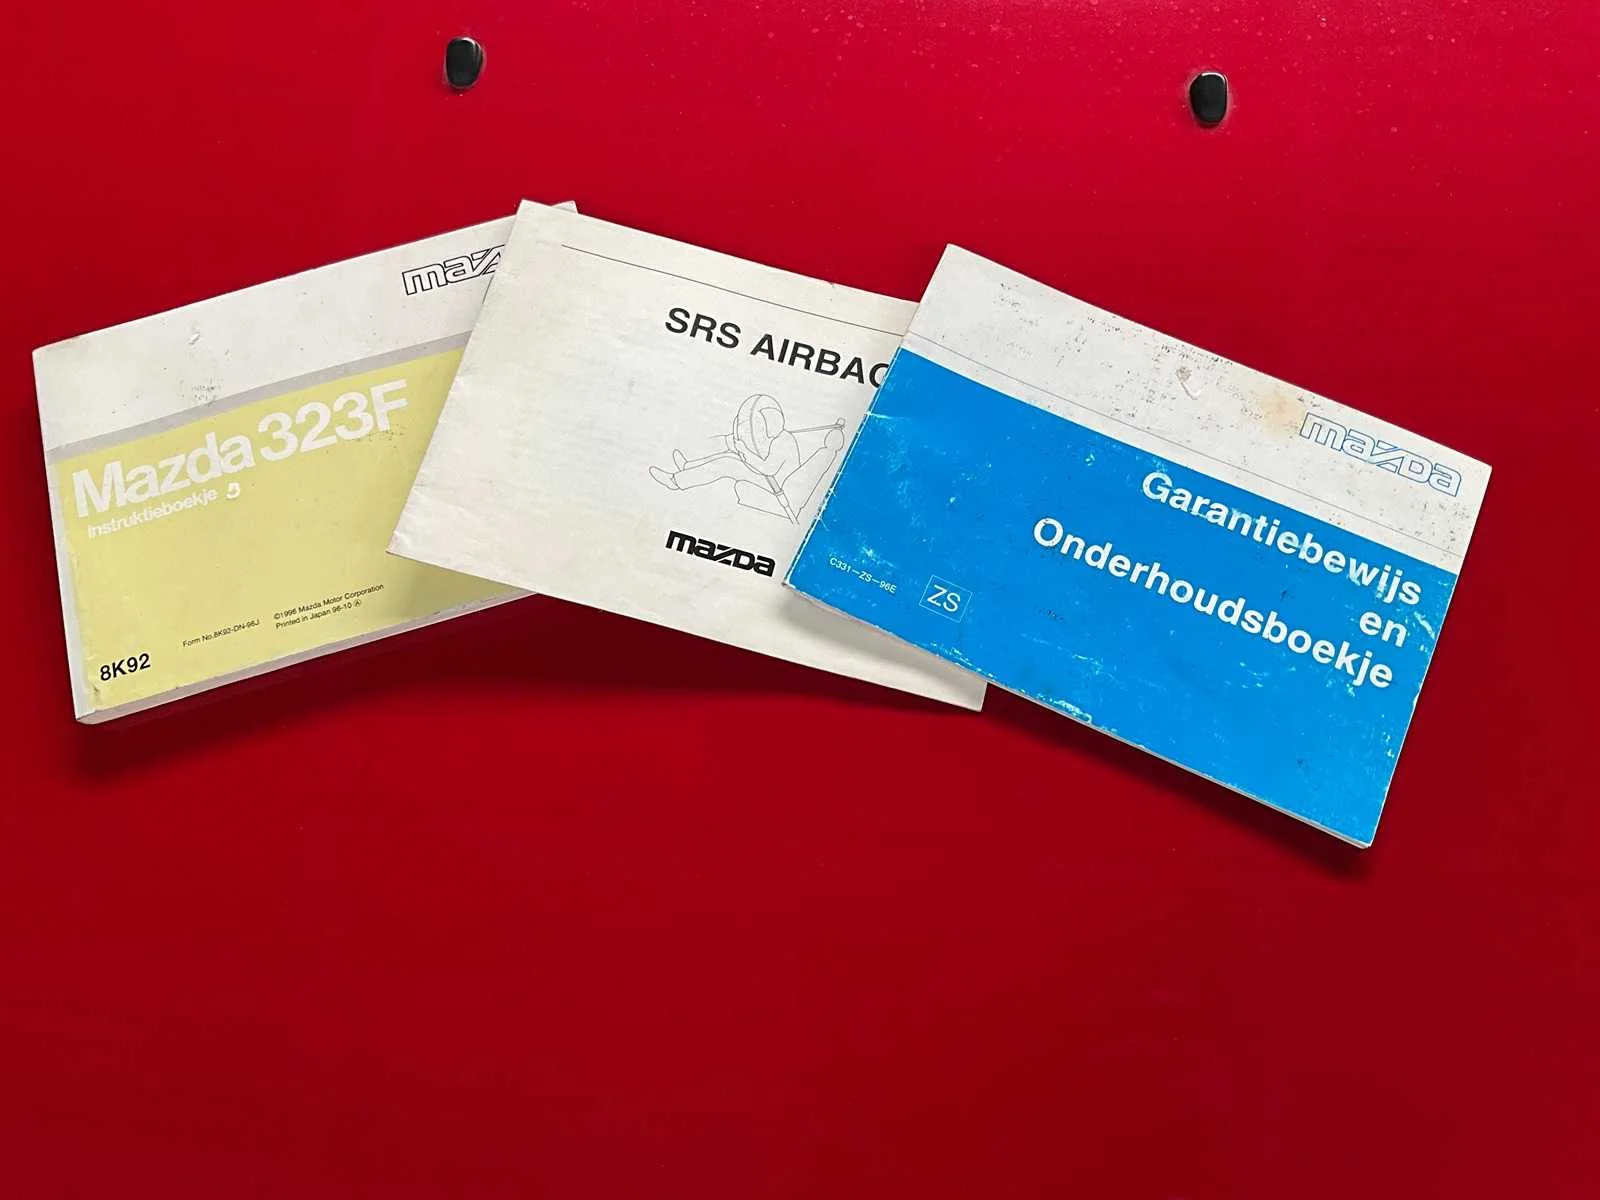 mazda
Mazda 323F
Instruktieboekje
©1996 Mazda Motor Corporation
Form No.8K92-DN-96J Printed in Japan 96-10 Ⓐ
8K92
SRS AIRBAG
mazda
mazda
Garantiebewijs
en
Onderhoudsboekje
C331–ZS–96E
ZS